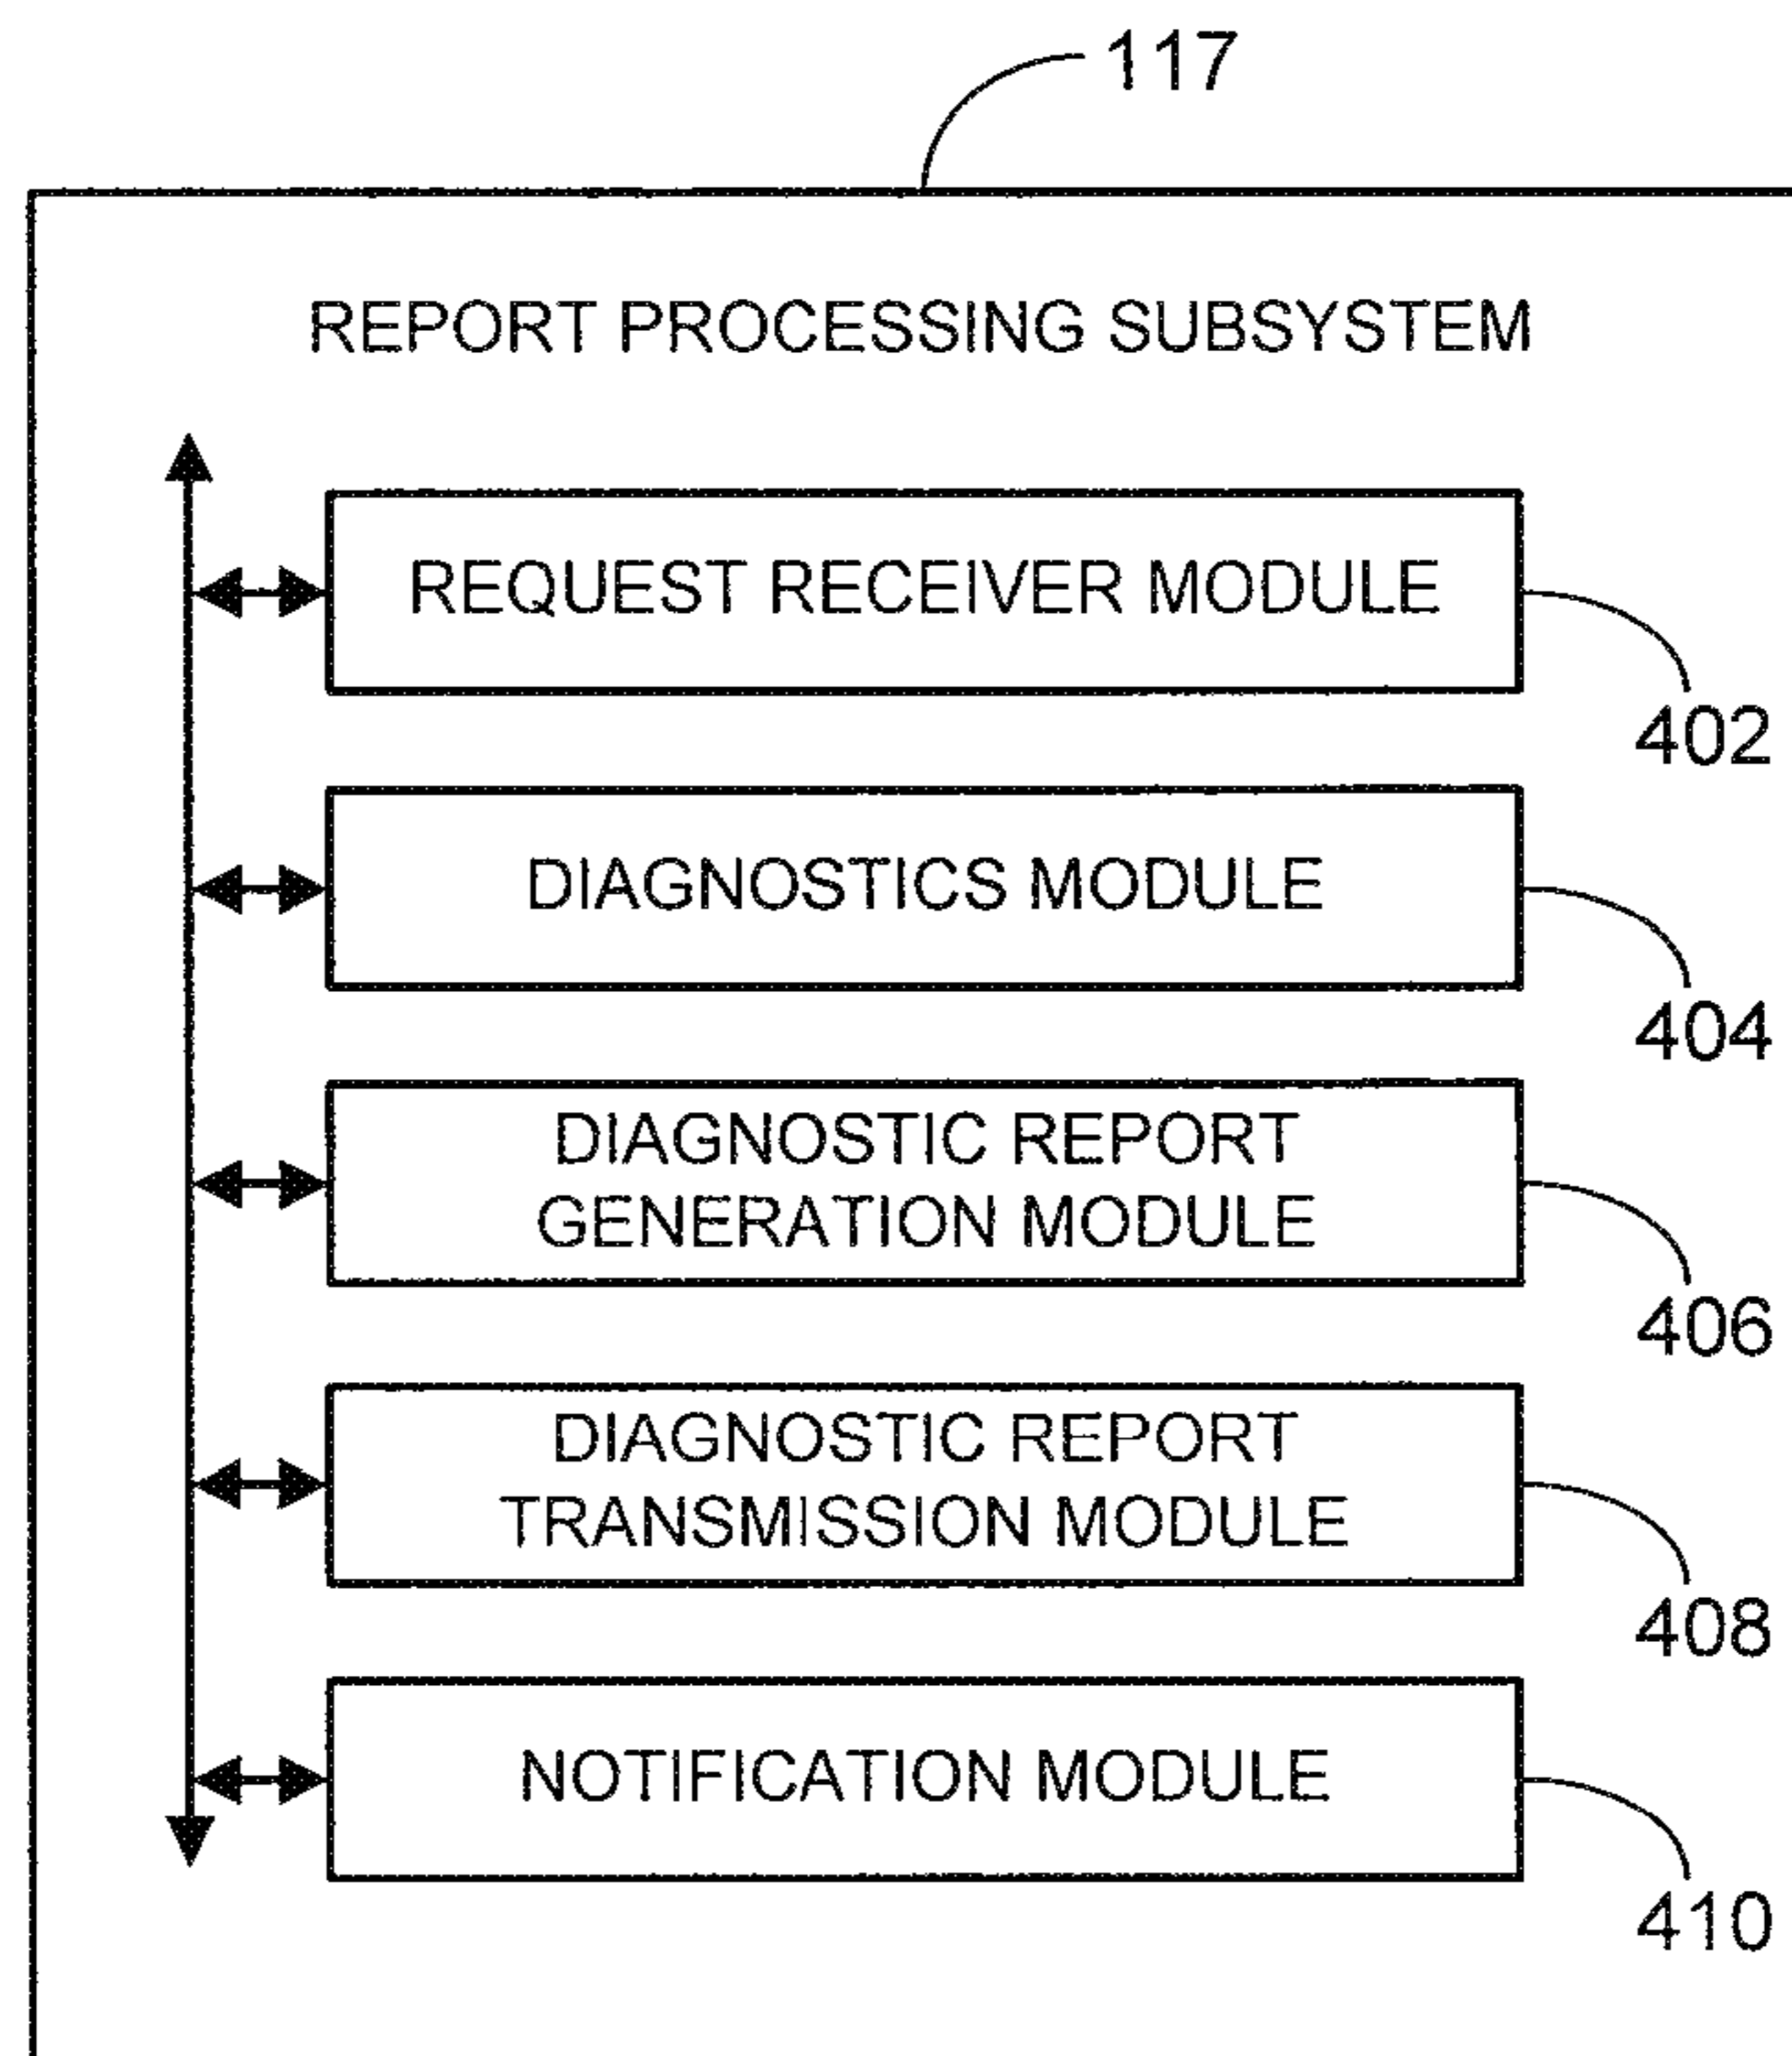 117
REPORT PROCESSING SUBSYSTEM
REQUEST RECEIVER MODULE
402
DIAGNOSTICS MODULE
404
DIAGNOSTIC REPORT
GENERATION MODULE
406
DIAGNOSTIC REPORT
TRANSMISSION MODULE
408
NOTIFICATION MODULE
410